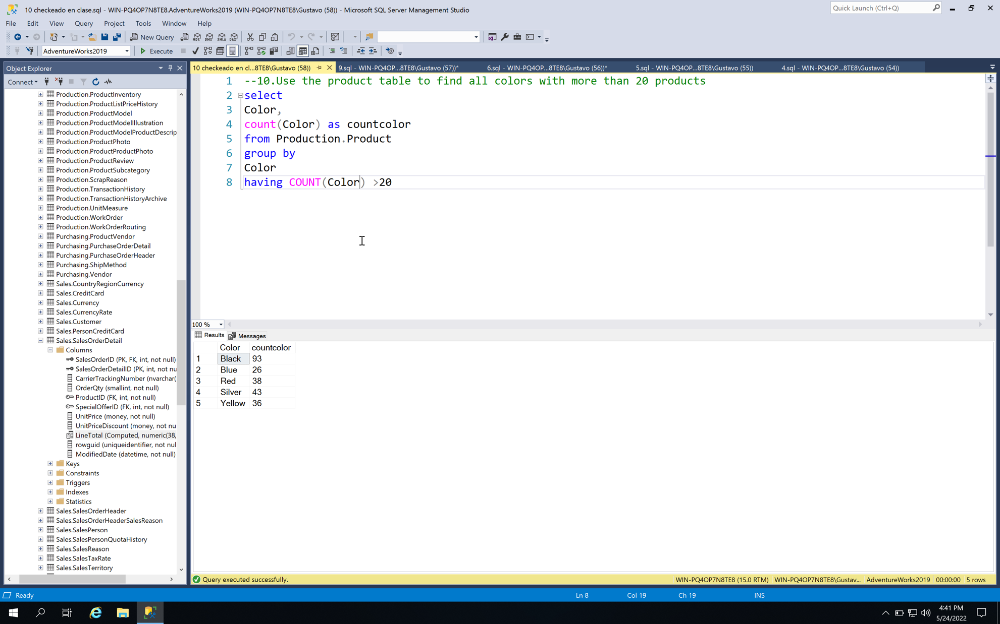 10 checkeado en clase.sql - WIN-PQ4OP7N8TE8.AdventureWorks2019 (WIN-PQ4OP7N8TE8\Gustavo (58)) - Microsoft SQL Server Management Studio
Quick Launch (Ctrl+Q)
File Edit View Query Project Tools Window Help
New Query MDX DMX XMLA DAX
AdventureWorks2019 Execute
Object Explorer
10 checkeado en cl...8TE8\Gustavo (58)) 9.sql - WIN-PQ4OP...8TE8\Gustavo (57))* 6.sql - WIN-PQ4OP...8TE8\Gustavo (56))* 5.sql - WIN-PQ4OP...8TE8\Gustavo (55)) 4.sql - WIN-PQ4OP...8TE8\Gustavo (54))
Connect
Production.ProductInventory
Production.ProductListPriceHistory
Production.ProductModel
Production.ProductModelIllustration
Production.ProductModelProductDescrip
Production.ProductPhoto
Production.ProductProductPhoto
Production.ProductReview
Production.ProductSubcategory
Production.ScrapReason
Production.TransactionHistory
Production.TransactionHistoryArchive
Production.UnitMeasure
Production.WorkOrder
Production.WorkOrderRouting
Purchasing.ProductVendor
Purchasing.PurchaseOrderDetail
Purchasing.PurchaseOrderHeader
Purchasing.ShipMethod
Purchasing.Vendor
Sales.CountryRegionCurrency
Sales.CreditCard
Sales.Currency
Sales.CurrencyRate
Sales.Customer
Sales.PersonCreditCard
Sales.SalesOrderDetail
Columns
SalesOrderID (PK, FK, int, not null)
SalesOrderDetailID (PK, int, not nu
CarrierTrackingNumber (nvarchar(
OrderQty (smallint, not null)
ProductID (FK, int, not null)
SpecialOfferID (FK, int, not null)
UnitPrice (money, not null)
UnitPriceDiscount (money, not nu
LineTotal (Computed, numeric(38,
rowguid (uniqueidentifier, not nul
ModifiedDate (datetime, not null)
Keys
Constraints
Triggers
Indexes
Statistics
Sales.SalesOrderHeader
Sales.SalesOrderHeaderSalesReason
Sales.SalesPerson
Sales.SalesPersonQuotaHistory
Sales.SalesReason
Sales.SalesTaxRate
Sales.SalesTerritory
1 --10.Use the product table to find all colors with more than 20 products
2 select
3 Color,
4 count(Color) as countcolor
5 from Production.Product
6 group by
7 Color
8 having COUNT(Color) >20
100 %
Results Messages
Color countcolor
1 Black 93
2 Blue 26
3 Red 38
4 Silver 43
5 Yellow 36
Query executed successfully. WIN-PQ4OP7N8TE8 (15.0 RTM) WIN-PQ4OP7N8TE8\Gustav... AdventureWorks2019 00:00:00 5 rows
Ready Ln 8 Col 19 Ch 19 INS
4:41 PM
5/24/2022